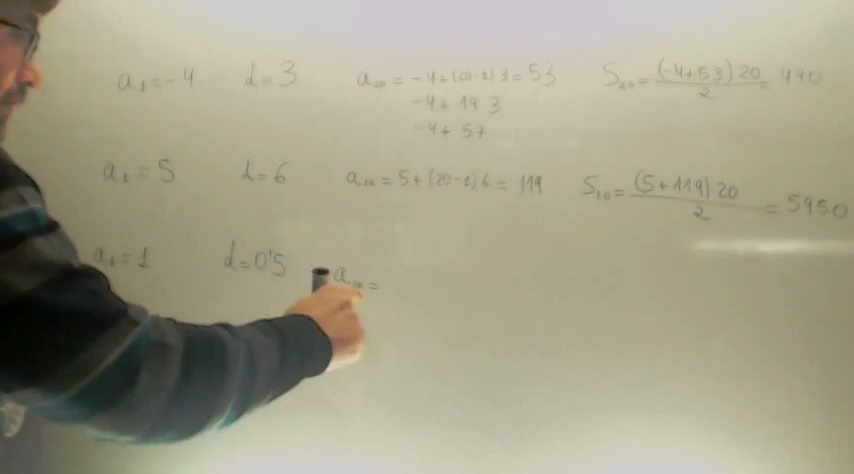 a₁ = -4 d = 3 a₂₀ = -4+(20-1) 3 = 53 S₂₀ = (-4+53) 20 / 2 = 490
-4 + 19 3
-4 + 57
a₁ = 5 d = 6 a₂₀ = 5+(20-1) 6 = 119 S₂₀ = (5+119) 20 / 2 = 5950
a₁ = 1 d = 0'5 a₂₀ =